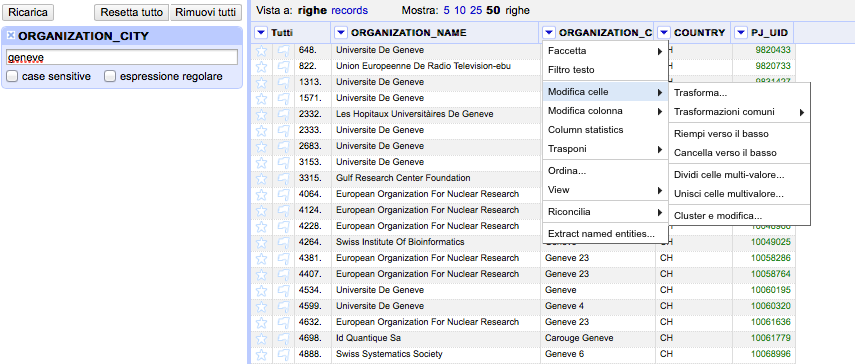 Ricarica Resetta tutto Rimuovi tutti
ORGANIZATION_CITY
geneve
case sensitive espressione regolare
Vista a: righe records Mostra: 5 10 25 50 righe
Tutti ORGANIZATION_NAME ORGANIZATION_C COUNTRY PJ_UID
648. Universite De Geneve CH 9820433
822. Union Europeenne De Radio Television-ebu 9820733
1313. Universite De Geneve 9831427
1571. Universite De Geneve
2332. Les Hopitaux Universitàires De Geneve
2333. Universite De Geneve
2683. Universite De Geneve
3153. Universite De Geneve
3315. Gulf Research Center Foundation
4064. European Organization For Nuclear Research
4124. European Organization For Nuclear Research
4228. European Organization For Nuclear Research
4264. Swiss Institute Of Bioinformatics Geneve CH 10049025
4381. European Organization For Nuclear Research Geneve 23 CH 10058286
4407. European Organization For Nuclear Research Geneve 23 CH 10058764
4534. Universite De Geneve Geneve CH 10060195
4599. Universite De Geneve Geneve 4 CH 10060320
4632. European Organization For Nuclear Research Geneve 23 CH 10061636
4698. Id Quantique Sa Carouge Geneve CH 10061779
4888. Swiss Systematics Society Geneve 6 CH 10068996
Faccetta
Filtro testo
Modifica celle
Modifica colonna
Column statistics
Trasponi
Ordina...
View
Riconcilia
Extract named entities...
Trasforma...
Trasformazioni comuni
Riempi verso il basso
Cancella verso il basso
Dividi celle multi-valore...
Unisci celle multivalore...
Cluster e modifica...